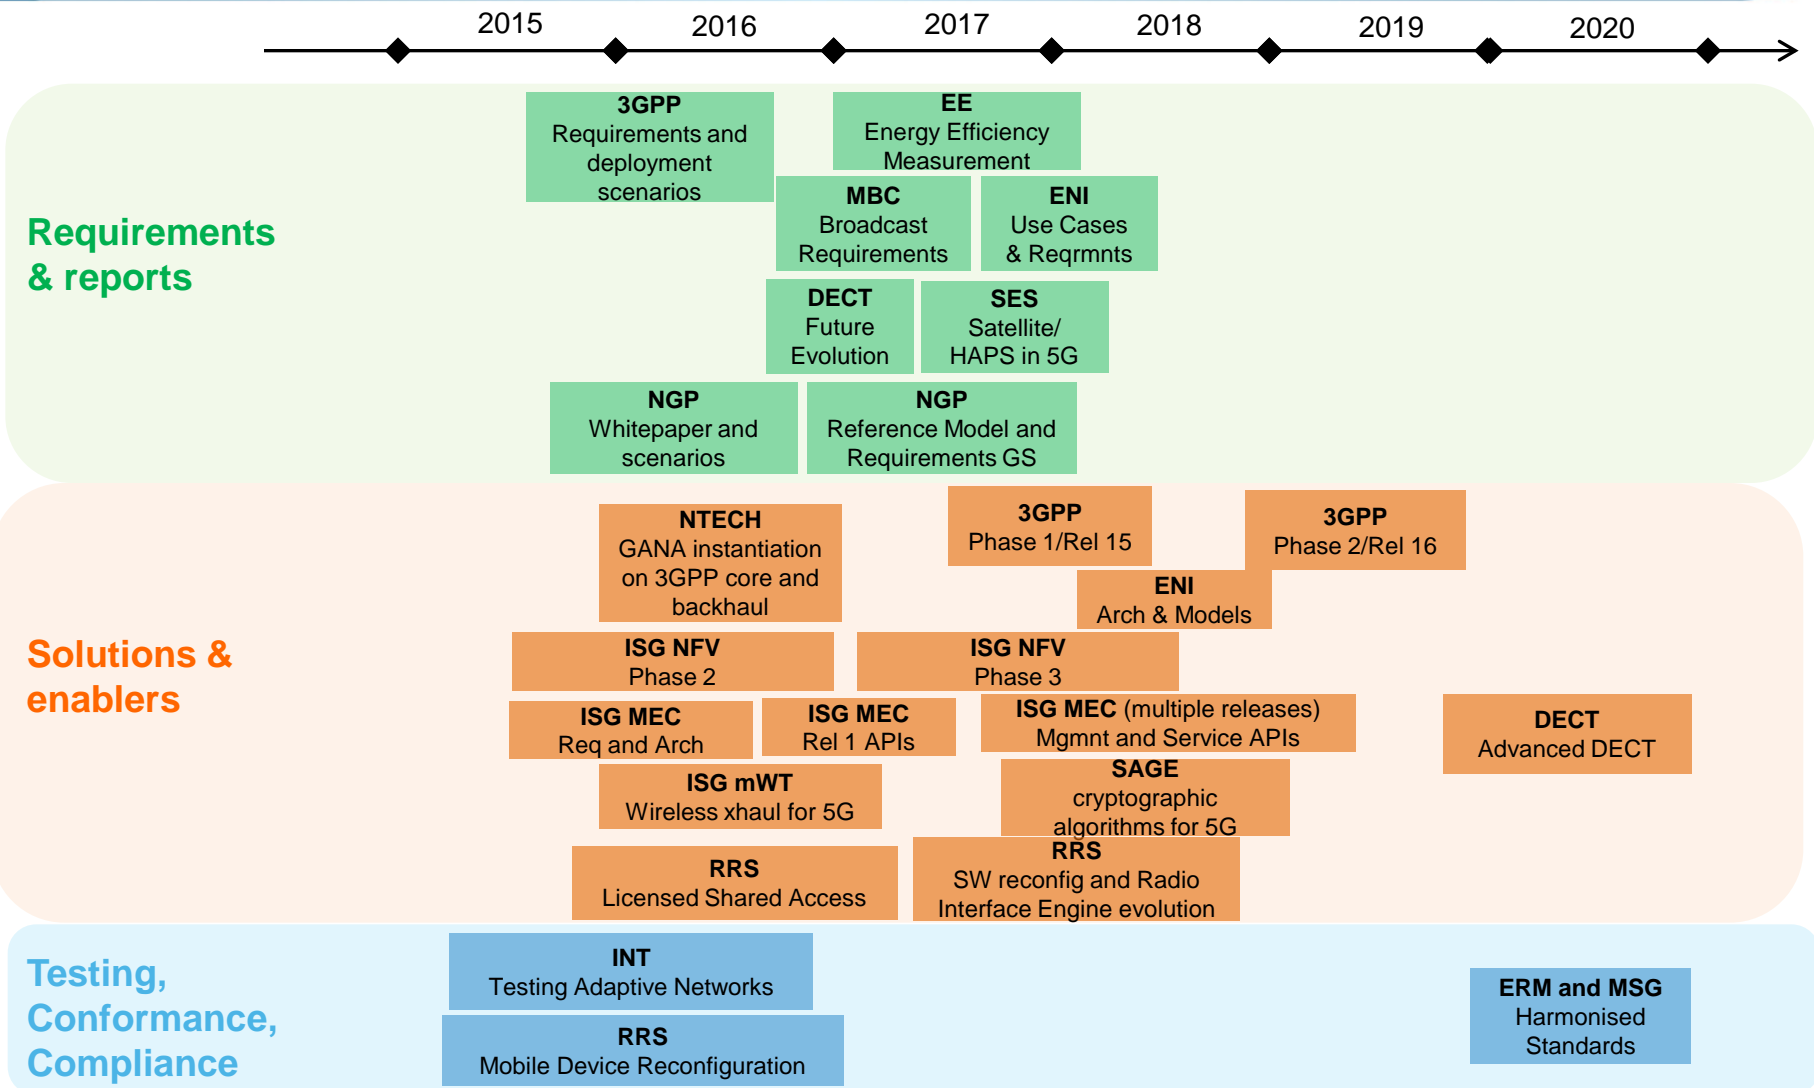 2015
2016
2017
2018
2019
2020
Requirements
& reports
3GPP
Requirements and
deployment
scenarios
EE
Energy Efficiency
Measurement
MBC
Broadcast
Requirements
ENI
Use Cases
& Reqrmnts
DECT
Future
Evolution
SES
Satellite/
HAPS in 5G
NGP
Whitepaper and
scenarios
NGP
Reference Model and
Requirements GS
Solutions &
enablers
NTECH
GANA instantiation
on 3GPP core and
backhaul
3GPP
Phase 1/Rel 15
3GPP
Phase 2/Rel 16
ENI
Arch & Models
ISG NFV
Phase 2
ISG NFV
Phase 3
ISG MEC
Req and Arch
ISG MEC
Rel 1 APIs
ISG MEC (multiple releases)
Mgmnt and Service APIs
DECT
Advanced DECT
ISG mWT
Wireless xhaul for 5G
SAGE
cryptographic
algorithms for 5G
RRS
Licensed Shared Access
RRS
SW reconfig and Radio
Interface Engine evolution
Testing,
Conformance,
Compliance
INT
Testing Adaptive Networks
RRS
Mobile Device Reconfiguration
ERM and MSG
Harmonised
Standards